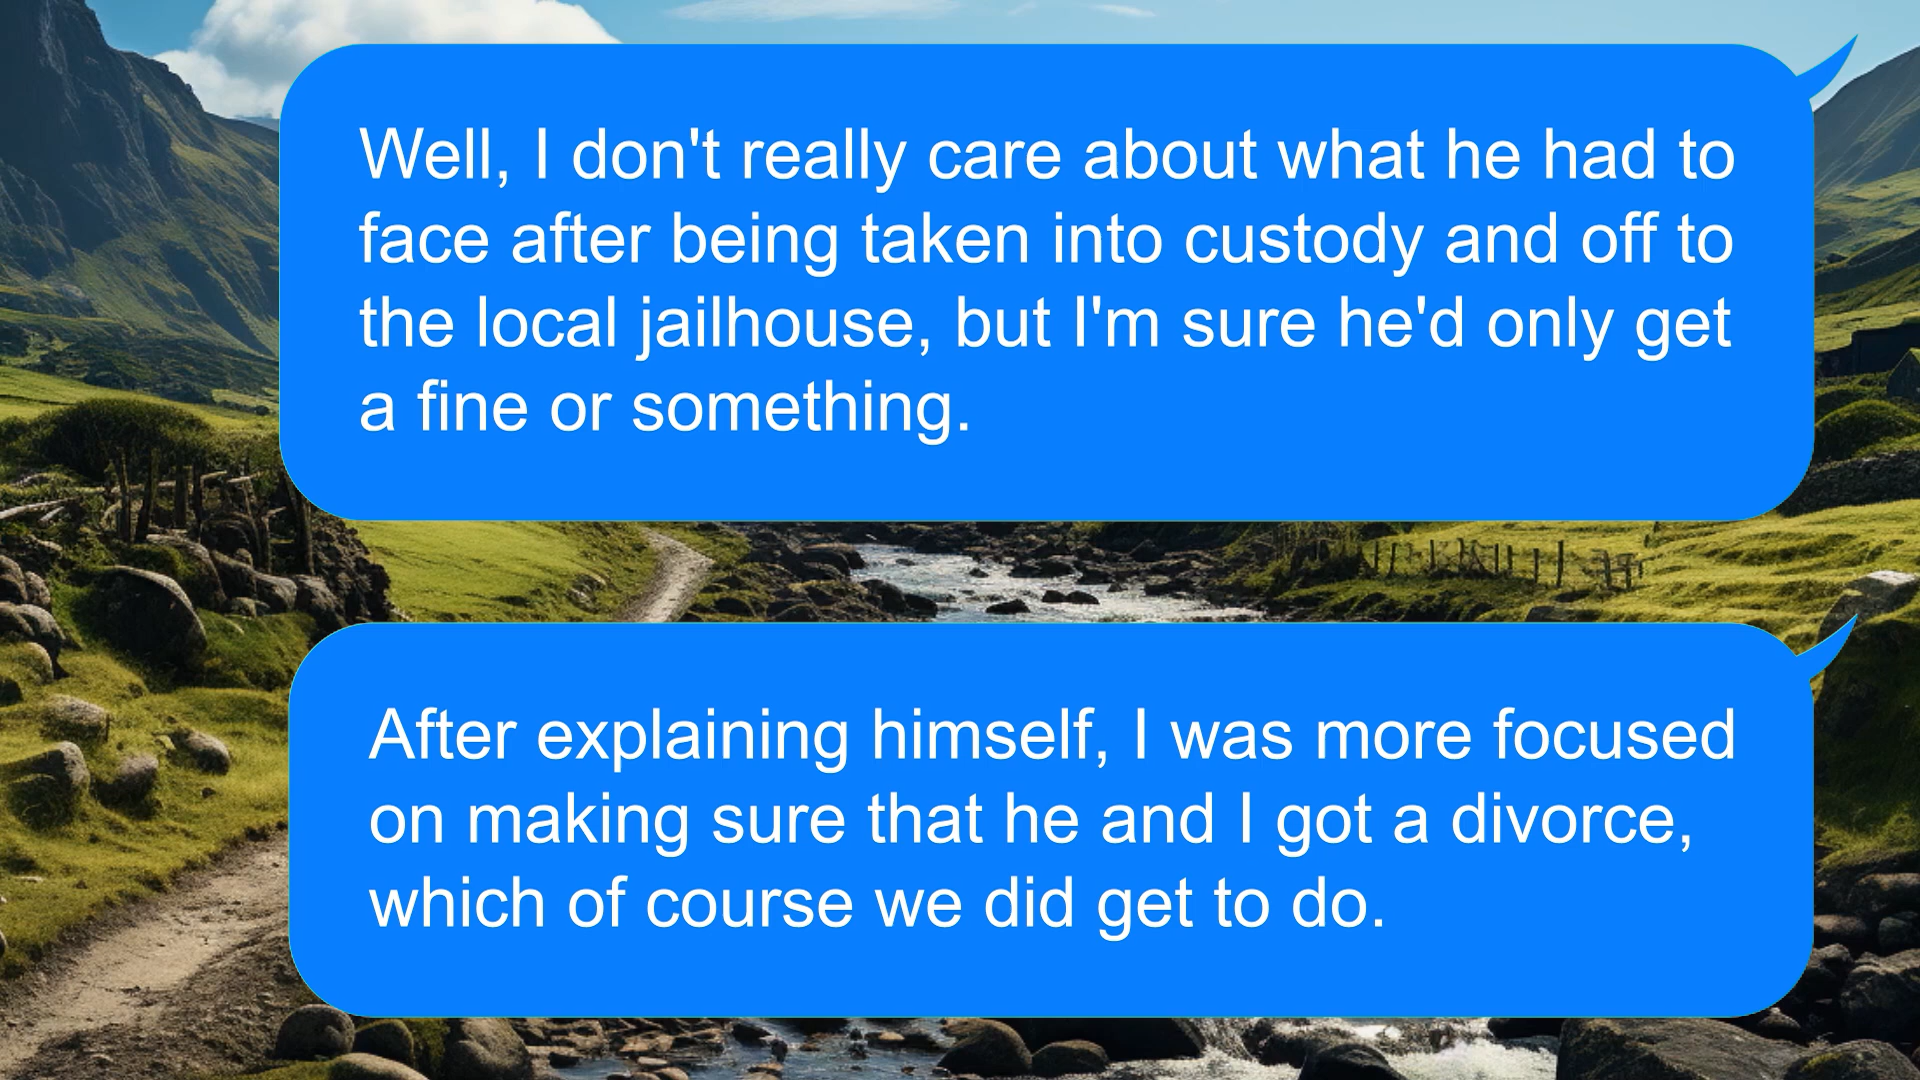 Well, I don't really care about what he had to
face after being taken into custody and off to
the local jailhouse, but I'm sure he'd only get
a fine or something.
After explaining himself, I was more focused
on making sure that he and I got a divorce,
which of course we did get to do.